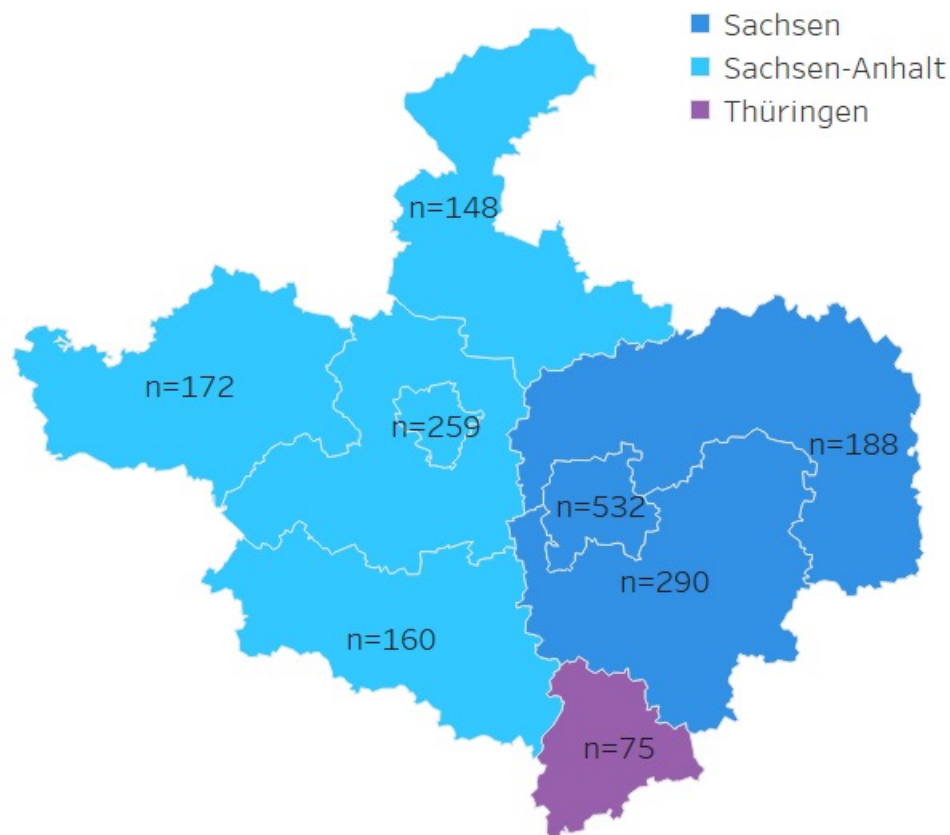 Sachsen
Sachsen-Anhalt
Thüringen
n=148
n=172
n=259
n=188
n=532
n=290
n=160
n=75